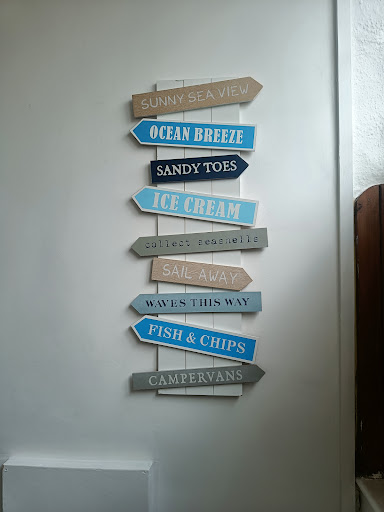 SUNNY SEA VIEW
OCEAN BREEZE
SANDY TOES
ICE CREAM
collect seashells
SAIL AWAY
WAVES THIS WAY
FISH & CHIPS
CAMPERVANS